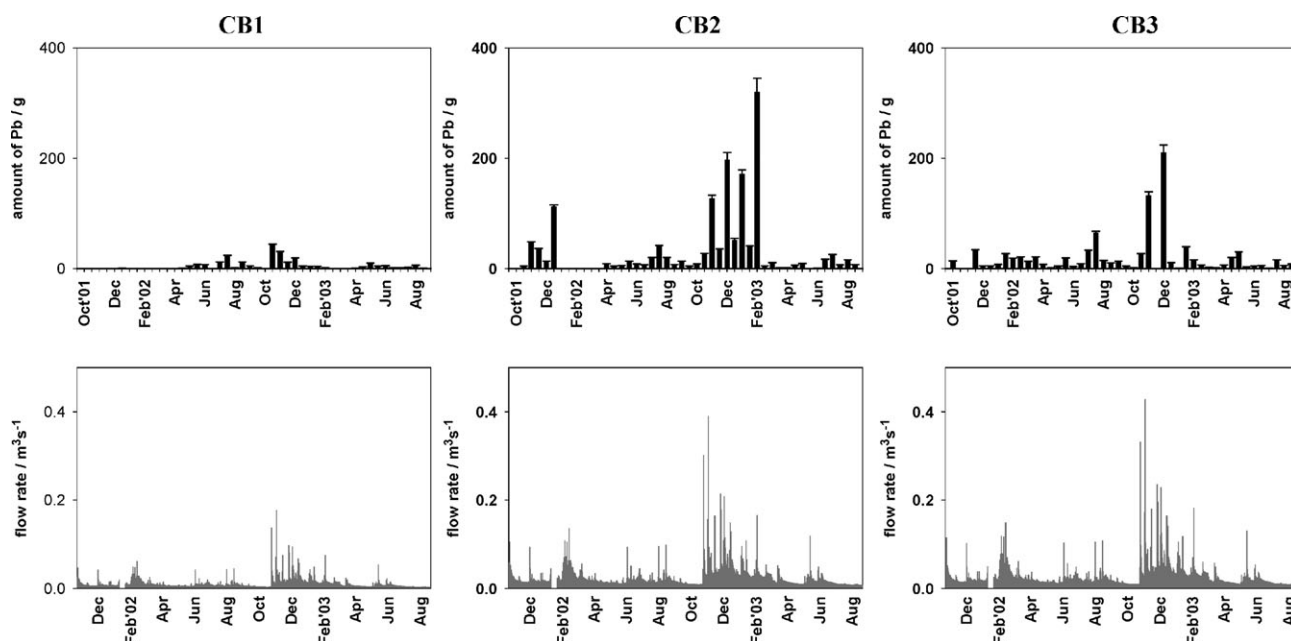 CB1
CB2
CB3
amount of Pb / g
400
200
0
Oct'01
Dec
Feb'02
Apr
Jun
Aug
Oct
Dec
Feb'03
Apr
Jun
Aug
amount of Pb / g
400
200
0
Oct'01
Dec
Feb'02
Apr
Jun
Aug
Oct
Dec
Feb'03
Apr
Jun
Aug
amount of Pb / g
400
200
0
Oct'01
Dec
Feb'02
Apr
Jun
Aug
Oct
Dec
Feb'03
Apr
Jun
Aug
flow rate / m³s⁻¹
0.4
0.2
0.0
Dec
Feb'02
Apr
Jun
Aug
Oct
Dec
Feb'03
Apr
Jun
Aug
flow rate / m³s⁻¹
0.4
0.2
0.0
Dec
Feb'02
Apr
Jun
Aug
Oct
Dec
Feb'03
Apr
Jun
Aug
flow rate / m³s⁻¹
0.4
0.2
0.0
Dec
Feb'02
Apr
Jun
Aug
Oct
Dec
Feb'03
Apr
Jun
Aug